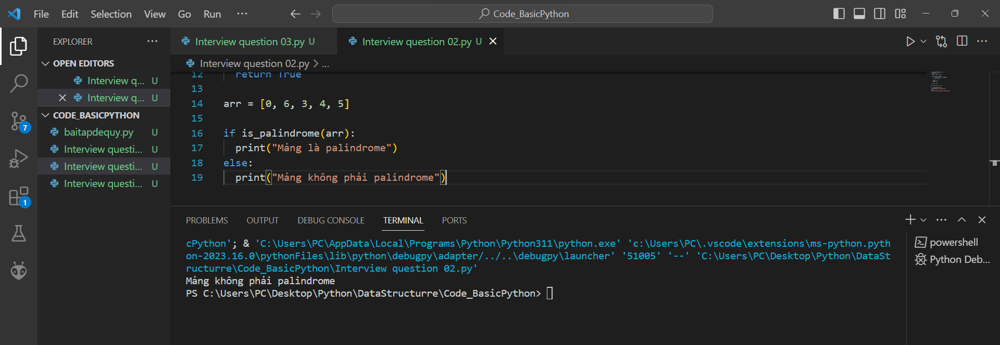 File Edit Selection View Go Run ··· Code_BasicPython
EXPLORER ···
OPEN EDITORS
Interview q... U
Interview q... U
CODE_BASICPYTHON
baitapdequy.py U
Interview questi... U
Interview questi... U
Interview questi... U
7
1
Interview question 03.py U Interview question 02.py U
Interview question 02.py > ...
12 return True
13
14 arr = [0, 6, 3, 4, 5]
15
16 if is_palindrome(arr):
17 print("Mảng là palindrome")
18 else:
19 print("Mảng không phải palindrome")
PROBLEMS OUTPUT DEBUG CONSOLE TERMINAL PORTS
cPython'; & 'C:\Users\PC\AppData\Local\Programs\Python\Python311\python.exe' 'c:\Users\PC\.vscode\extensions\ms-python.pyth
on-2023.16.0\pythonFiles\lib\python\debugpy\adapter/../..\debugpy\launcher' '51005' '--' 'C:\Users\PC\Desktop\Python\DataSt
ructurre\Code_BasicPython\Interview question 02.py'
Mảng không phải palindrome
PS C:\Users\PC\Desktop\Python\DataStructurre\Code_BasicPython>
powershell
Python Deb...